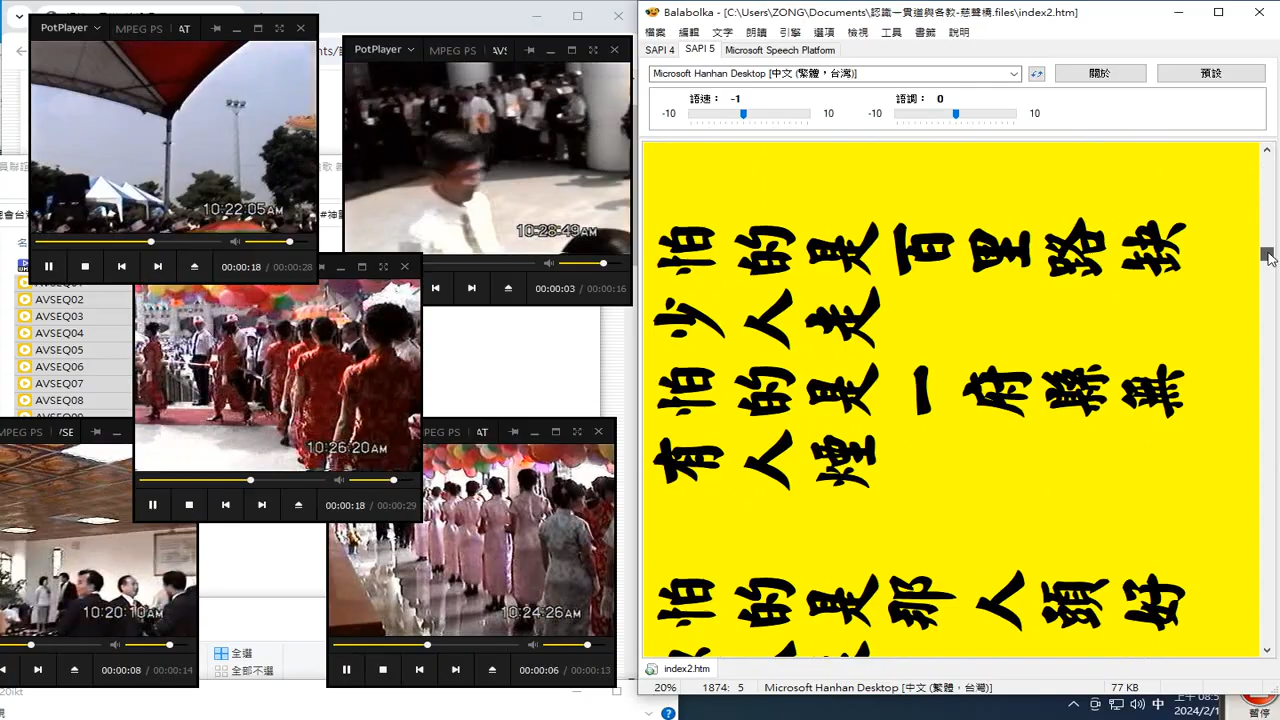 PotPlayer MPEG PS AT
10:22:05AM
00:00:18 / 00:00:28
PotPlayer MPEG PS AVS
10:28:49AM
00:00:03 / 00:00:16
10:26:20AM
00:00:18 / 00:00:29
MPEG PS /SE
10:20:10AM
00:00:08 / 00:00:14
MPEG PS AT
10:24:26AM
00:00:06 / 00:00:13
AVSEQ02
AVSEQ03
AVSEQ04
AVSEQ05
AVSEQ06
AVSEQ07
AVSEQ08
全選
全部不選
Balabolka - [C:\Users\ZONG\Documents\認識一貫道與各教-慈聲橋.files\index2.htm]
檔案 編輯 文字 朗讀 引擎 選項 檢視 工具 書籤 說明
SAPI 4 SAPI 5 Microsoft Speech Platform
Microsoft Hanhan Desktop [中文 (繁體，台灣)]
關於 預設
語速： -1 語調： 0
-10 10 -10 10
怕的是百里路找
少人走
怕的是一府縣無
有人煙
怕的是那人頭好
index2.htm
20% 1874: 5 Microsoft Hanhan Desktop [中文 (繁體，台灣)] 77 KB
中
2024/2/1
暫停